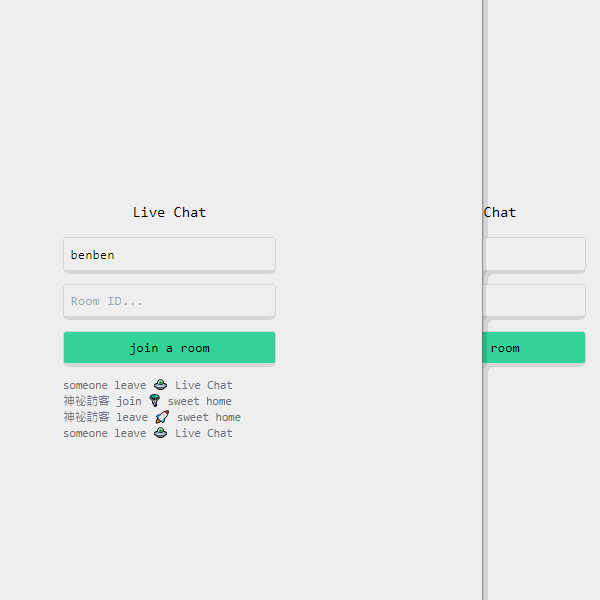 Live Chat
benben
Room ID...
join a room
someone leave 🛸 Live Chat
神祕訪客 join 🪂 sweet home
神祕訪客 leave 🚀 sweet home
someone leave 🛸 Live Chat
Chat
room